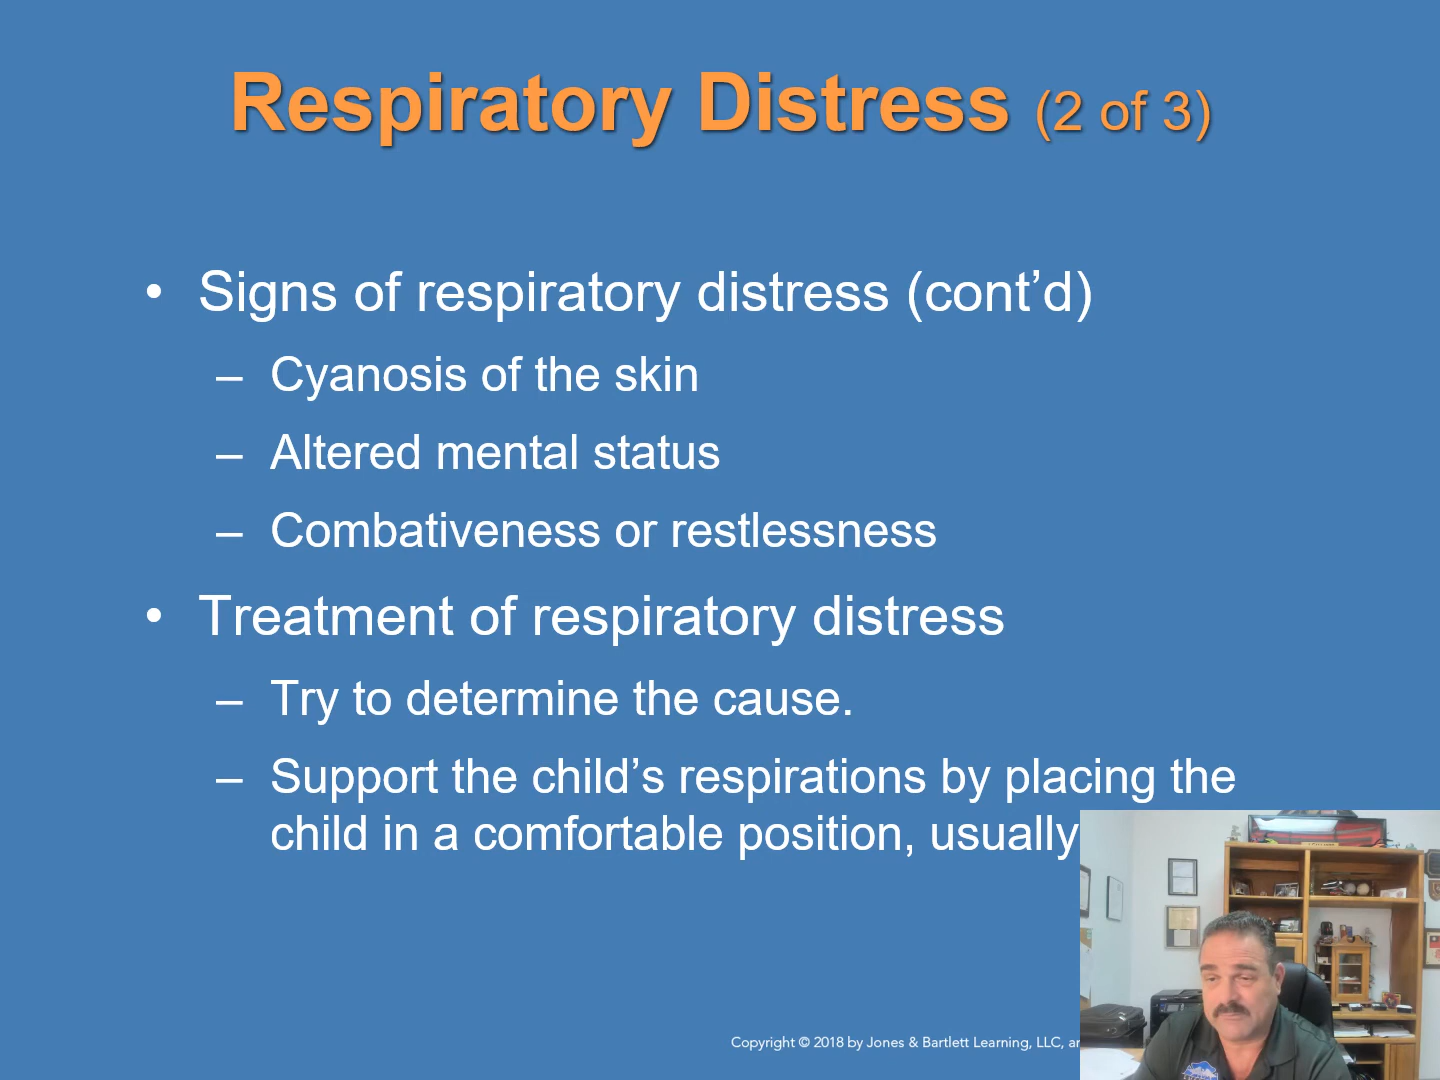 Respiratory Distress (2 of 3)
• Signs of respiratory distress (cont’d)
– Cyanosis of the skin
– Altered mental status
– Combativeness or restlessness
• Treatment of respiratory distress
– Try to determine the cause.
– Support the child’s respirations by placing the
child in a comfortable position, usually
Copyright © 2018 by Jones & Bartlett Learning, LLC,